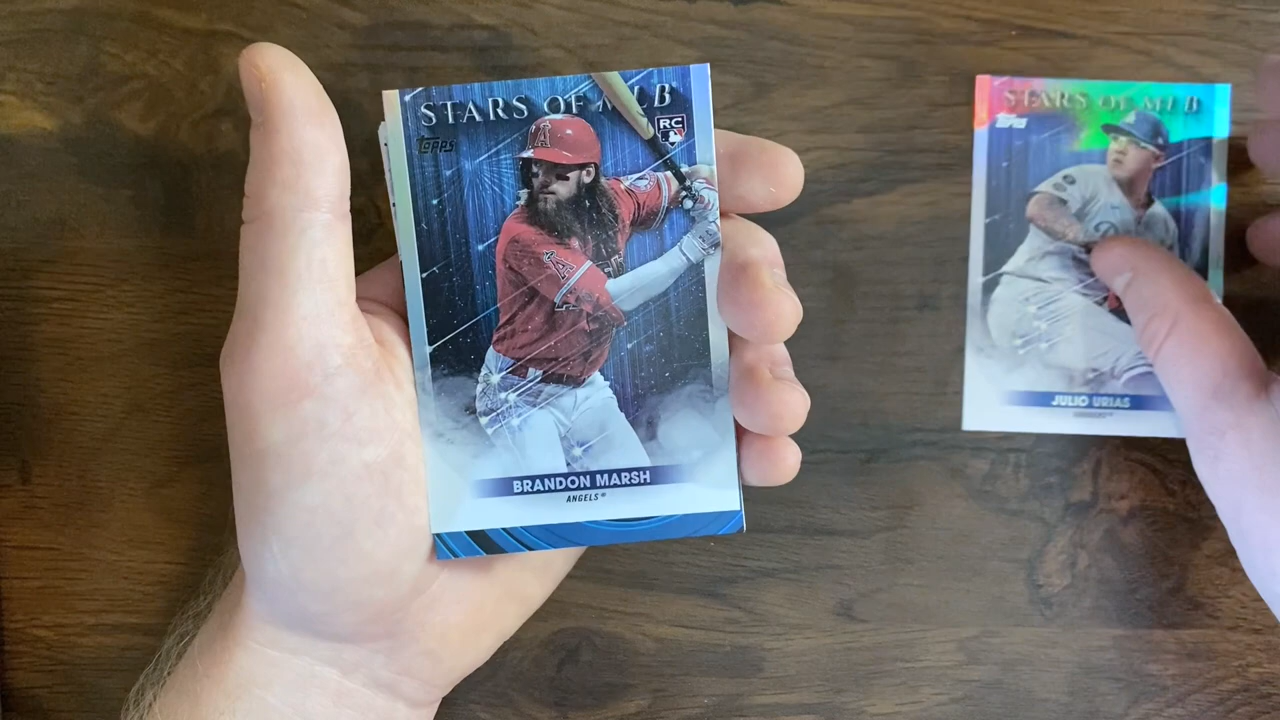 STARS OF MLB
TOPPS
RC
A
BRANDON MARSH
ANGELS®
STARS OF MLB
TOPPS
JULIO URIAS